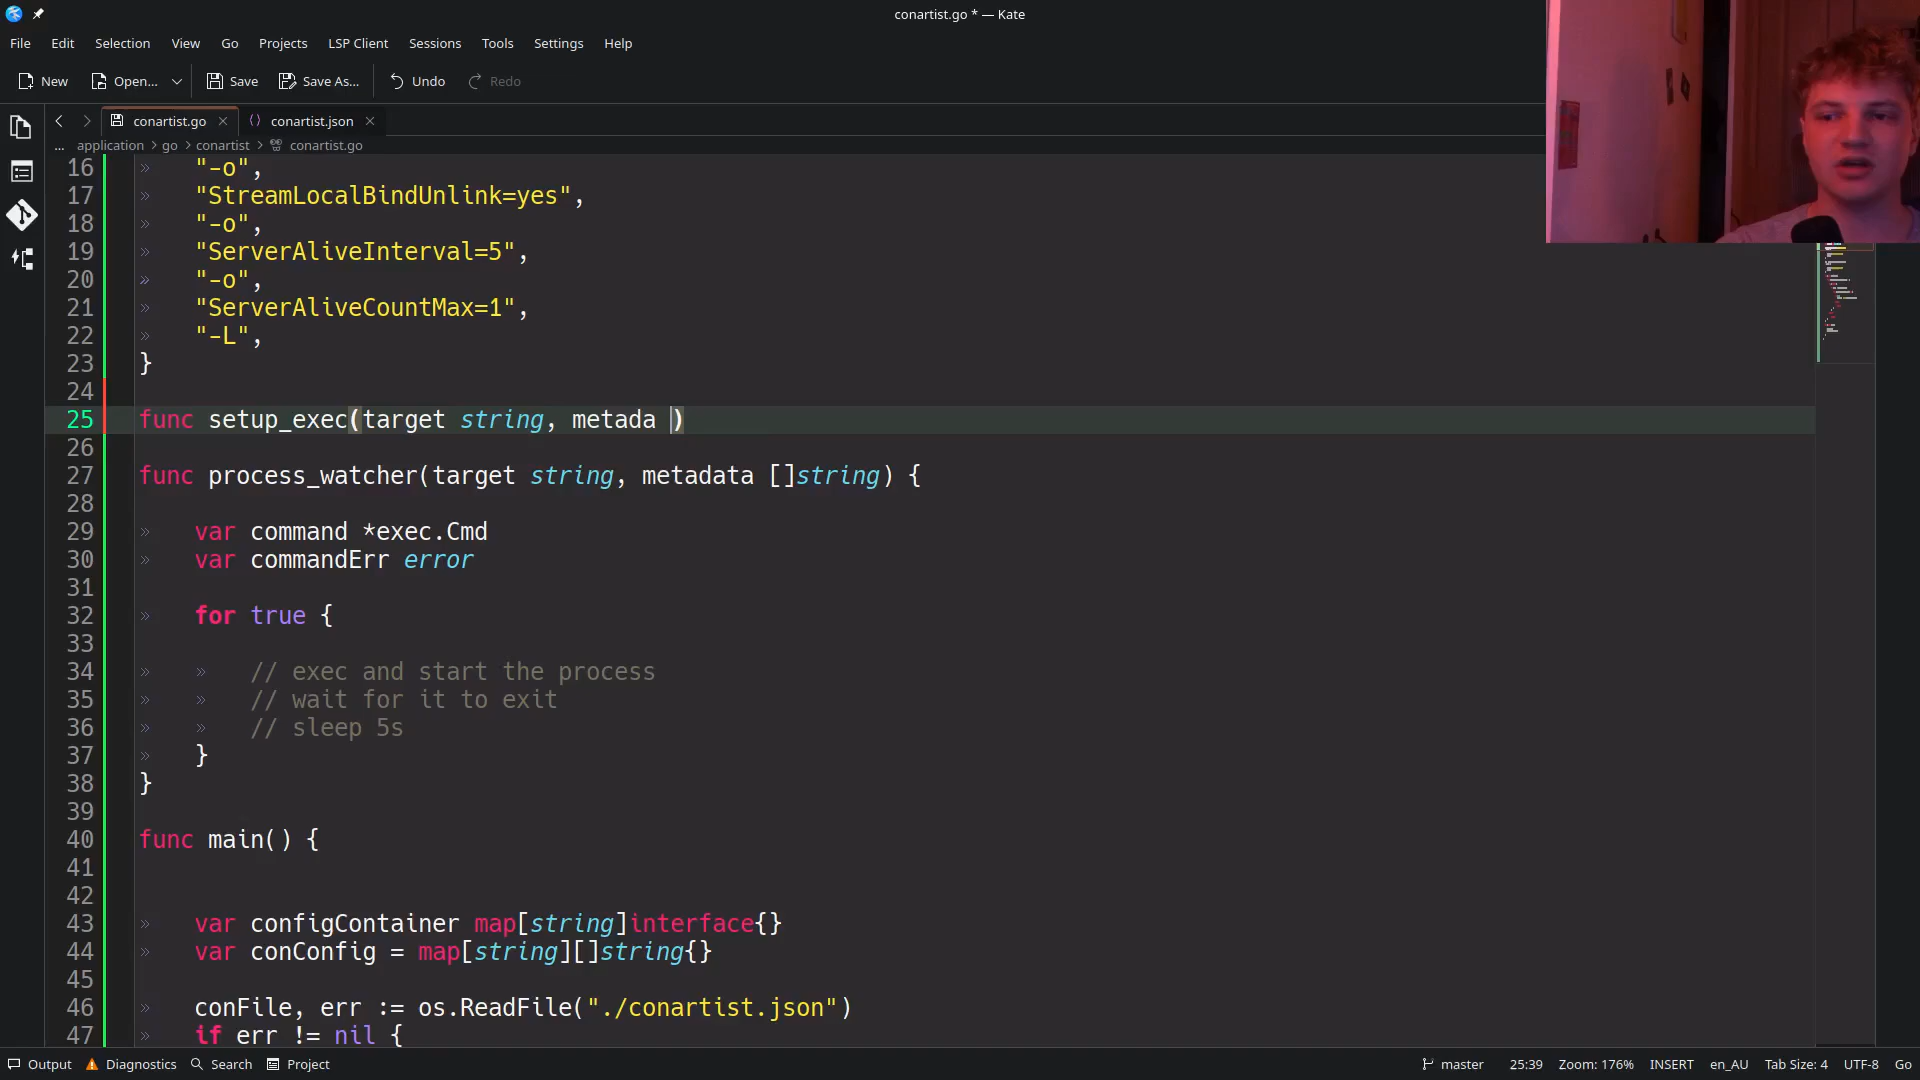 conartist.go * — Kate
File Edit Selection View Go Projects LSP Client Sessions Tools Settings Help
New Open... Save Save As... Undo Redo
conartist.go conartist.json
... application go conartist conartist.go
16 "-o",
17 "StreamLocalBindUnlink=yes",
18 "-o",
19 "ServerAliveInterval=5",
20 "-o",
21 "ServerAliveCountMax=1",
22 "-L",
23 }
24
25 func setup_exec(target string, metada )
26
27 func process_watcher(target string, metadata []string) {
28
29 var command *exec.Cmd
30 var commandErr error
31
32 for true {
33
34 // exec and start the process
35 // wait for it to exit
36 // sleep 5s
37 }
38 }
39
40 func main() {
41
42
43 var configContainer map[string]interface{}
44 var conConfig = map[string][]string{}
45
46 conFile, err := os.ReadFile("./conartist.json")
47 if err != nil {
Output Diagnostics Search Project master 25:39 Zoom: 176% INSERT en_AU Tab Size: 4 UTF-8 Go